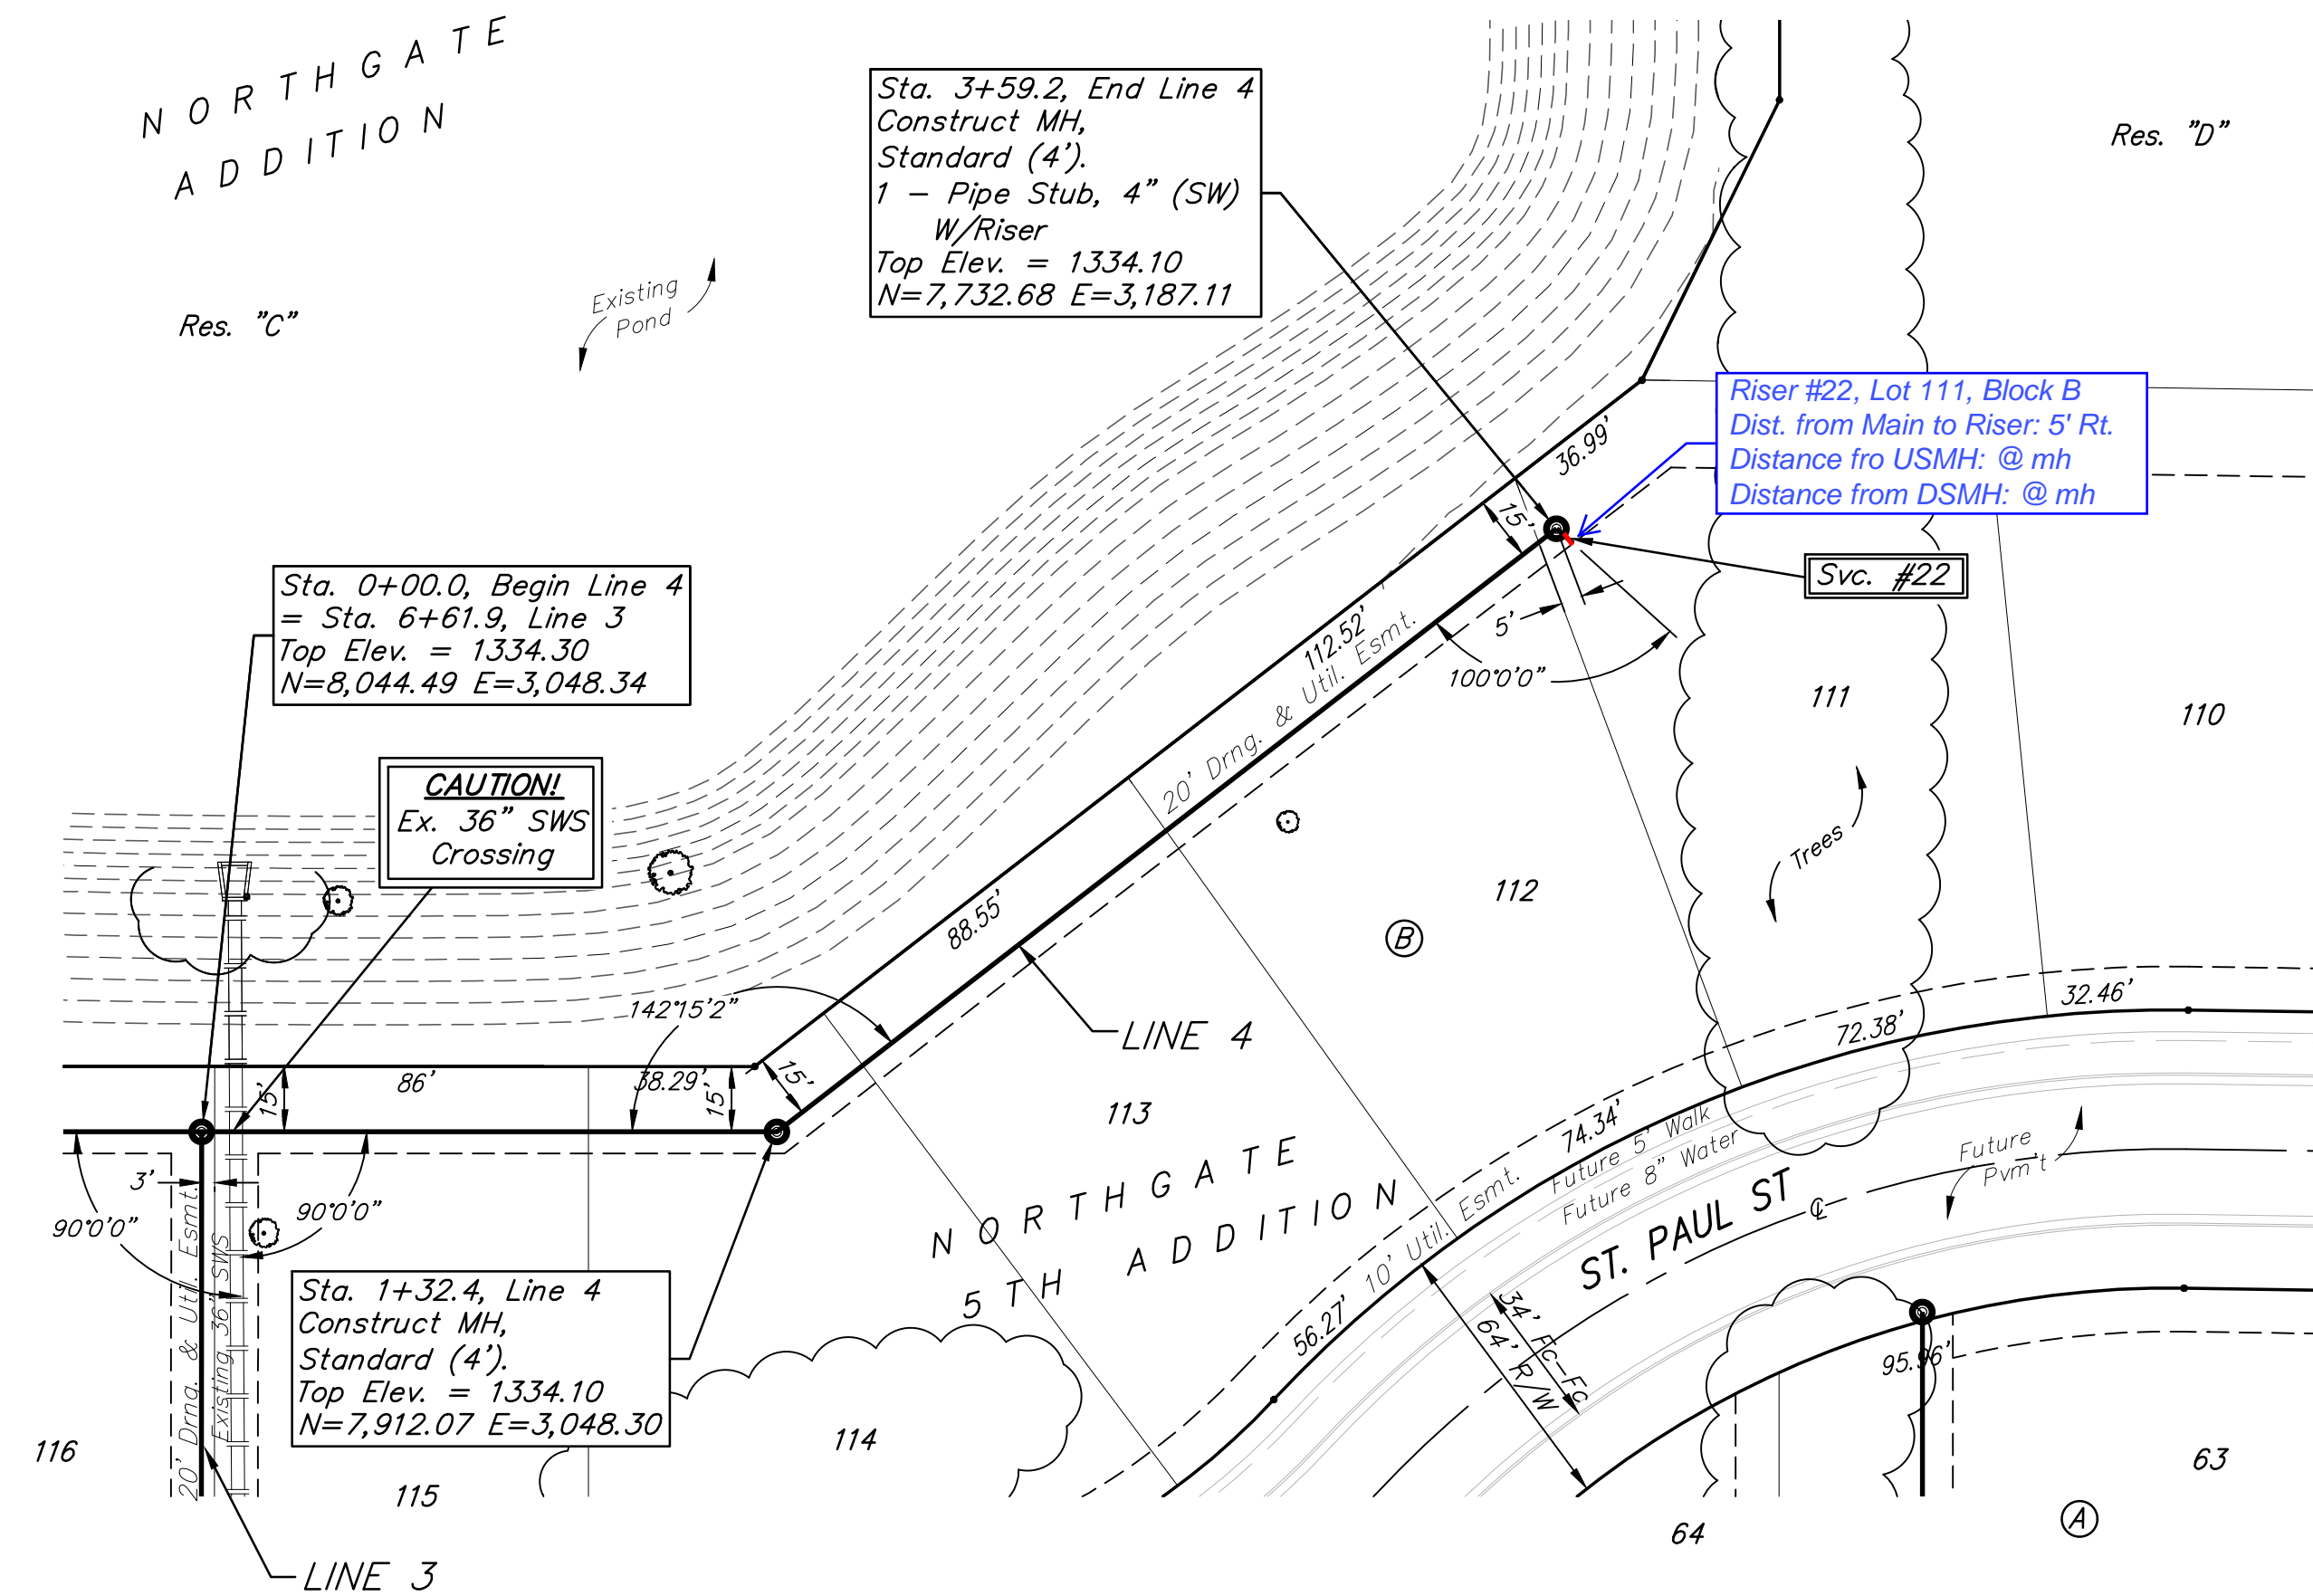 NORTHGATE
ADDITION
Res. "C"
Existing
Pond
Sta. 3+59.2, End Line 4
Construct MH,
Standard (4').
1 - Pipe Stub, 4" (SW)
W/Riser
Top Elev. = 1334.10
N=7,732.68 E=3,187.11
Res. "D"
Riser #22, Lot 111, Block B
Dist. from Main to Riser: 5' Rt.
Distance fro USMH: @ mh
Distance from DSMH: @ mh
36.99'
15'
Svc. #22
5'
100°0'0"
112.52'
20' Drng. & Util. Esmt.
Sta. 0+00.0, Begin Line 4
= Sta. 6+61.9, Line 3
Top Elev. = 1334.30
N=8,044.49 E=3,048.34
CAUTION!
Ex. 36" SWS
Crossing
111
110
Trees
112
B
88.55'
142°15'2"
LINE 4
32.46'
72.38'
86'
38.29'
15'
15'
15'
113
74.34'
Future 5' Walk
Future 8" Water
Future
Pvm't
3'
90°0'0"
90°0'0"
20' Drng. & Util. Esmt.
Existing 36" SWS
NORTHGATE
5TH ADDITION
ST. PAUL ST
℄
10' Util. Esmt.
56.27'
34' Fc-Fc
64' R/W
95.96'
Sta. 1+32.4, Line 4
Construct MH,
Standard (4').
Top Elev. = 1334.10
N=7,912.07 E=3,048.30
116
115
114
64
63
A
LINE 3